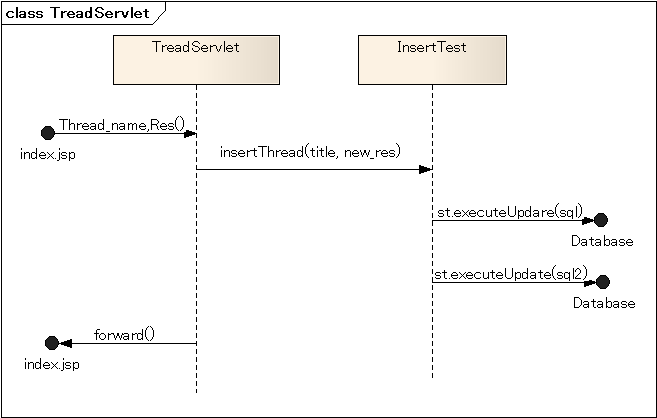 class TreadServlet
TreadServlet
InsertTest
Thread_name,Res()
index.jsp
insertThread(title, new_res)
st.executeUpdare(sql)
Database
st.executeUpdate(sql2)
Database
forward()
index.jsp